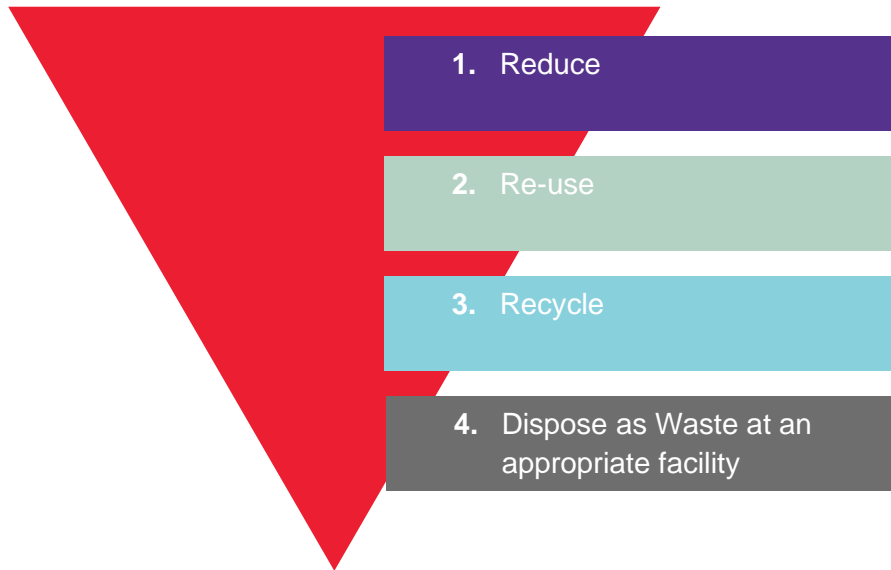 1. Reduce
2. Re-use
3. Recycle
4. Dispose as Waste at an
appropriate facility